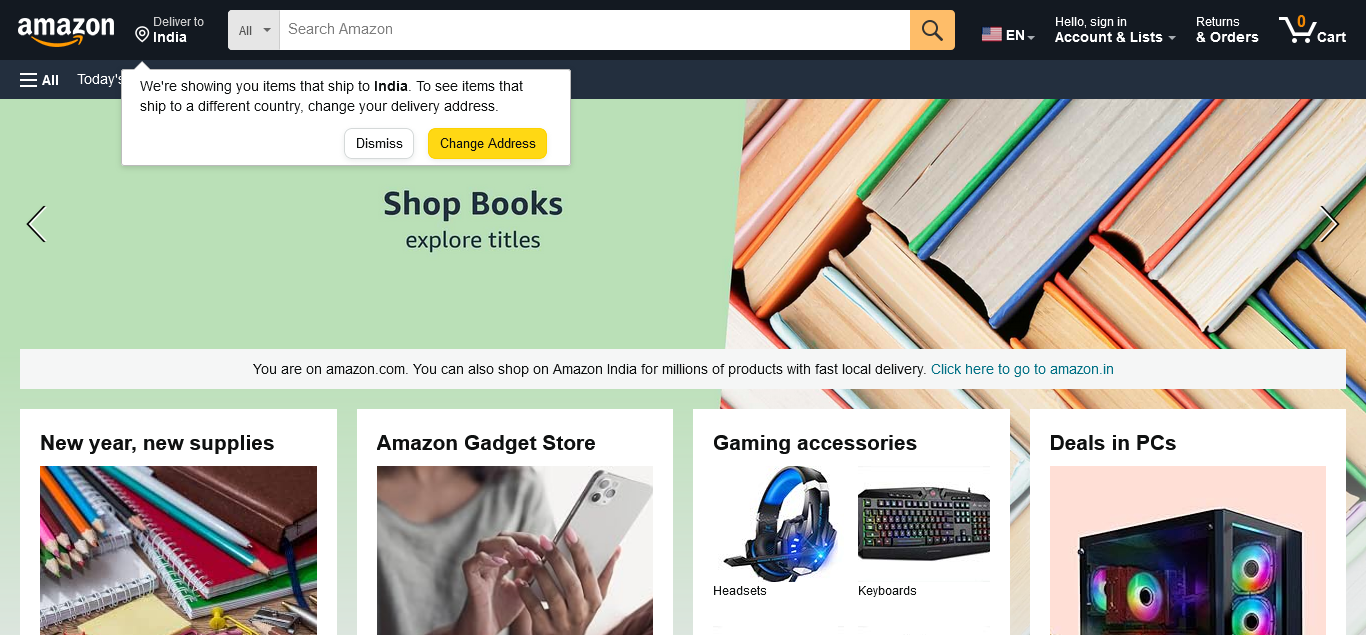 amazon
Deliver to
India
All
Search Amazon
EN
Hello, sign in
Account & Lists
Returns
& Orders
0
Cart
All
Today's
We're showing you items that ship to India. To see items that
ship to a different country, change your delivery address.
Dismiss
Change Address
Shop Books
explore titles
You are on amazon.com. You can also shop on Amazon India for millions of products with fast local delivery. Click here to go to amazon.in
New year, new supplies
Amazon Gadget Store
Gaming accessories
Deals in PCs
Headsets
Keyboards